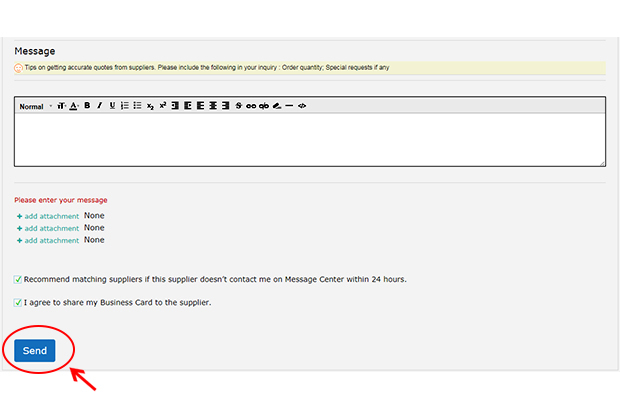 Message
Tips on getting accurate quotes from suppliers. Please include the following in your inquiry : Order quantity; Special requests if any
Normal
Please enter your message
+ add attachment None
+ add attachment None
+ add attachment None
Recommend matching suppliers if this supplier doesn't contact me on Message Center within 24 hours.
I agree to share my Business Card to the supplier.
Send